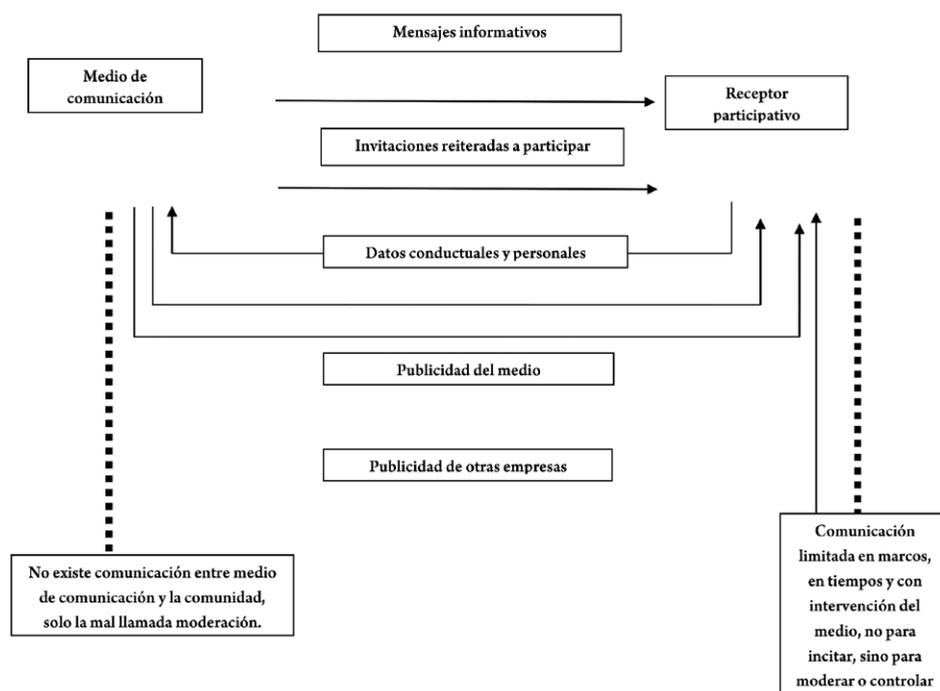 Mensajes informativos
Medio de
comunicación
Receptor
participativo
Invitaciones reiteradas a participar
Datos conductuales y personales
Publicidad del medio
Publicidad de otras empresas
No existe comunicación entre medio
de comunicación y la comunidad,
solo la mal llamada moderación.
Comunicación
limitada en marcos,
en tiempos y con
intervención del
medio, no para
incitar, sino para
moderar o controlar